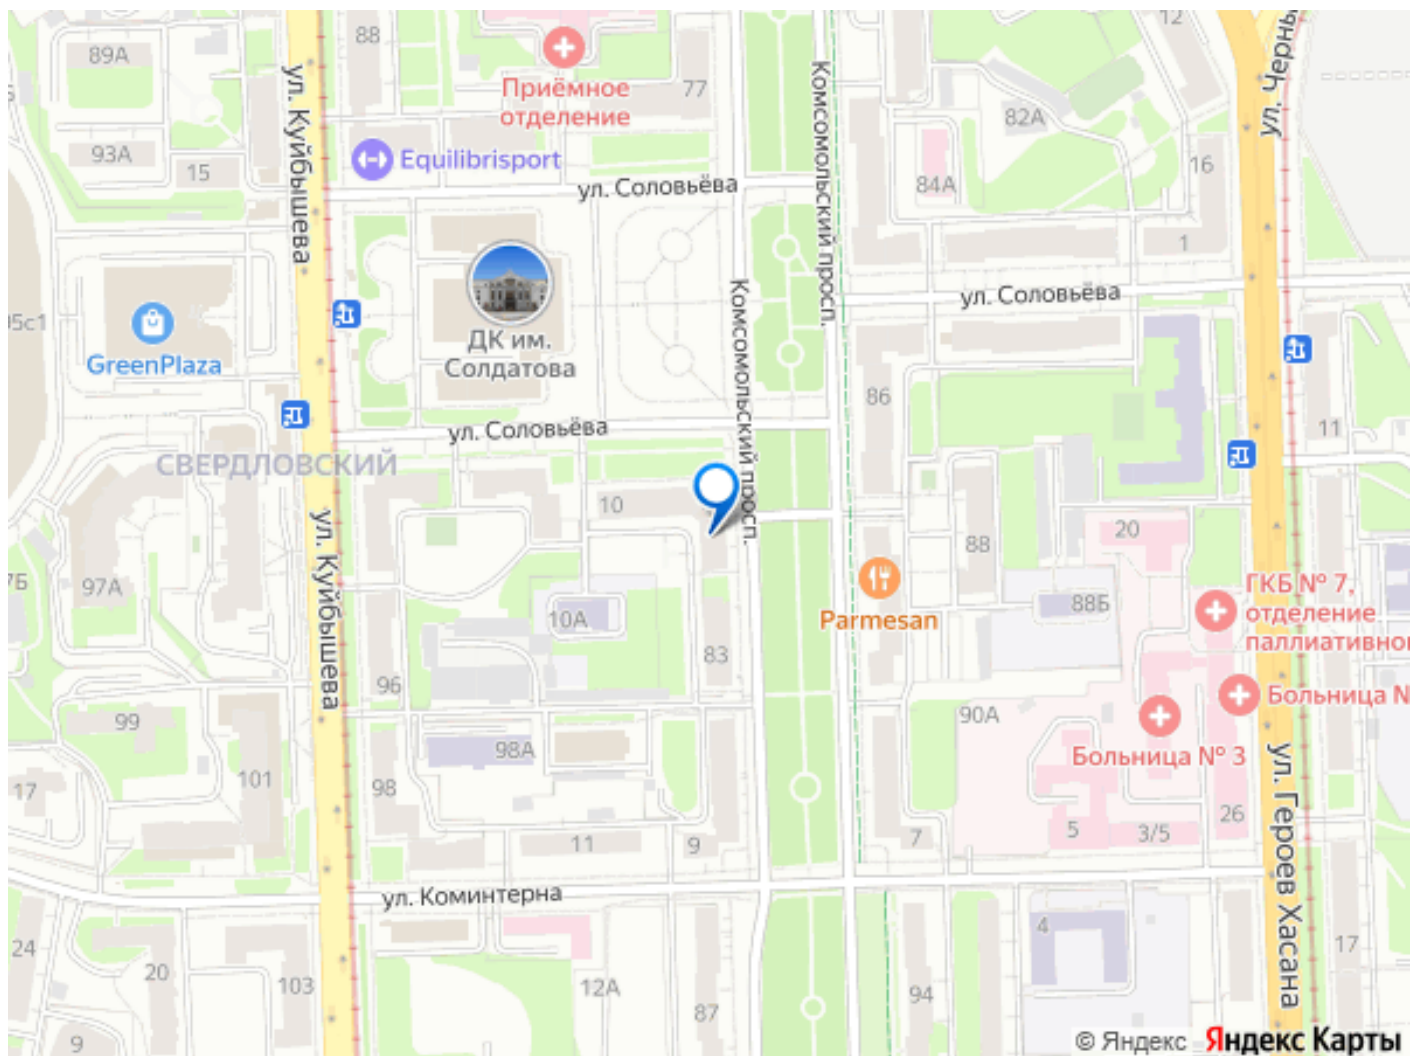 12
88
89А
77
Приёмное
отделение
ул. Куйбышева
Комсомольский просп.
82А
93А
15
Equilibrisport
ул. Соловьёва
84А
16
1
ул. Соловьёва
Комсомольский просп.
GreenPlaza
ДК им.
Солдатова
86
11
ул. Соловьёва
СВЕРДЛОВСКИЙ
10
20
88
ул. Куйбышева
97А
10А
88Б
ГКБ № 7,
отделение
Parmesan
83
96
99
90А
Больница №
98А
Больница № 3
101
98
17
26
11
9
7
5
3/5
ул. Героев Хасана
ул. Коминтерна
4
24
20
103
12А
87
94
17
9
© Яндекс Яндекс Карты